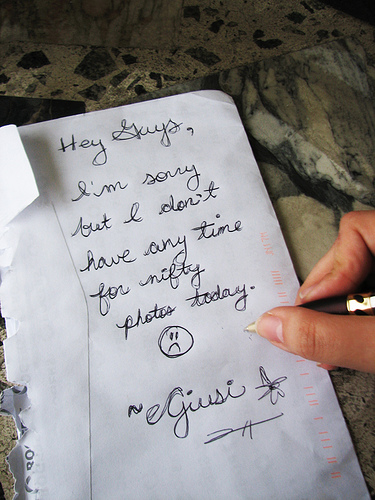 Hey Guys,
I'm sorry
but I don't
have any time
for nifty
photos today.
~Giusi